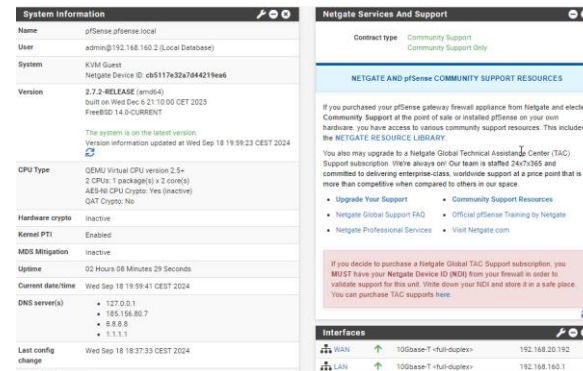 System Information
Name pfSense.pfsense.local
User admin@192.168.160.2 (Local Database)
System KVM Guest
Netgate Device ID: cb5117e32a7d44219ea6
Version 2.7.2-RELEASE (amd64)
built on Wed Dec 6 21:10:00 CET 2023
FreeBSD 14.0-CURRENT
The system is on the latest version.
Version information updated at Wed Sep 18 19:59:23 CEST 2024
CPU Type QEMU Virtual CPU version 2.5+
2 CPUs: 1 package(s) x 2 core(s)
AES-NI CPU Crypto: Yes (inactive)
QAT Crypto: No
Hardware crypto Inactive
Kernel PTI Enabled
MDS Mitigation Inactive
Uptime 02 Hours 08 Minutes 29 Seconds
Current date/time Wed Sep 18 19:59:41 CEST 2024
DNS server(s)
127.0.0.1
185.156.80.7
8.8.8.8
1.1.1.1
Last config change Wed Sep 18 18:37:33 CEST 2024
Netgate Services And Support
Contract type Community Support
Community Support Only
NETGATE AND pfSense COMMUNITY SUPPORT RESOURCES
If you purchased your pfSense gateway firewall appliance from Netgate and elected
Community Support at the point of sale or installed pfSense on your own
hardware, you have access to various community support resources. This includes
the NETGATE RESOURCE LIBRARY.
You also may upgrade to a Netgate Global Technical Assistance Center (TAC)
Support subscription. We're always on! Our team is staffed 24x7x365 and
committed to delivering enterprise-class, worldwide support at a price point that is
more than competitive when compared to others in our space.
Upgrade Your Support
Community Support Resources
Netgate Global Support FAQ
Official pfSense Training by Netgate
Netgate Professional Services
Visit Netgate.com
If you decide to purchase a Netgate Global TAC Support subscription, you
MUST have your Netgate Device ID (NDI) from your firewall in order to
validate support for this unit. Write down your NDI and store it in a safe place.
You can purchase TAC supports here.
Interfaces
WAN 10Gbase-T <full-duplex> 192.168.20.192
LAN 10Gbase-T <full-duplex> 192.168.160.1